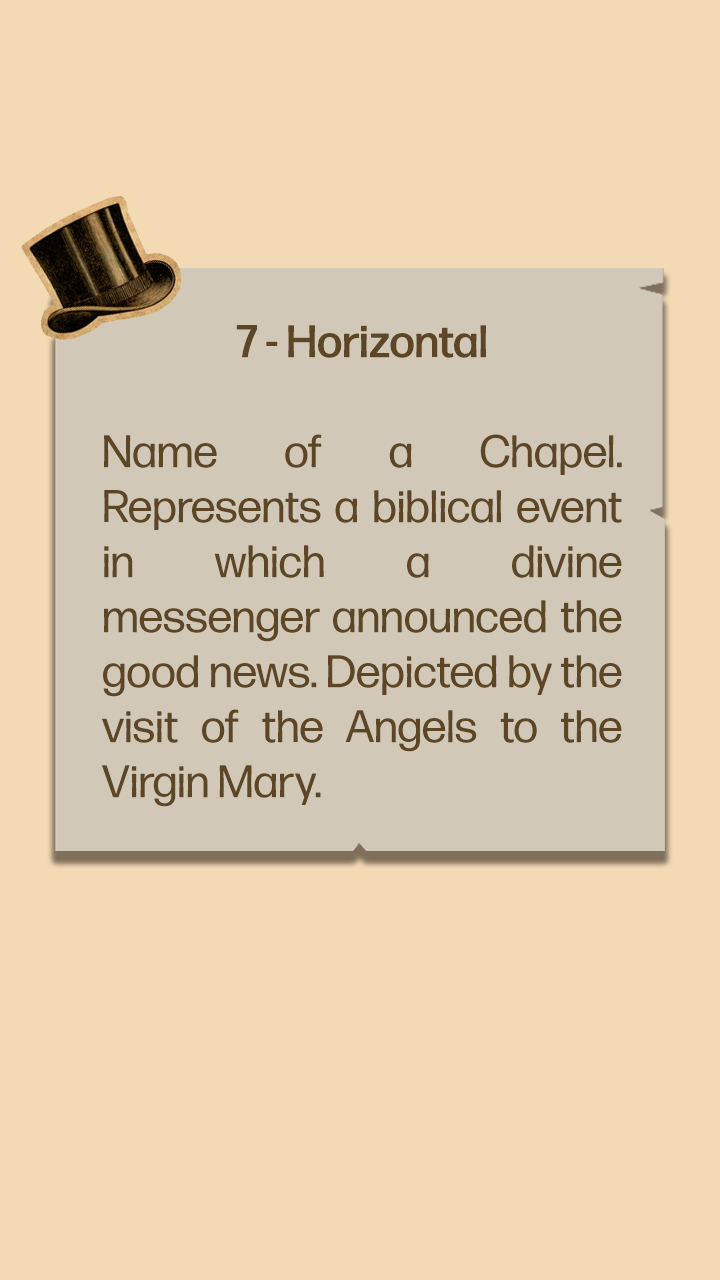 7 - Horizontal
Name of a Chapel.
Represents a biblical event
in which a divine
messenger announced the
good news. Depicted by the
visit of the Angels to the
Virgin Mary.